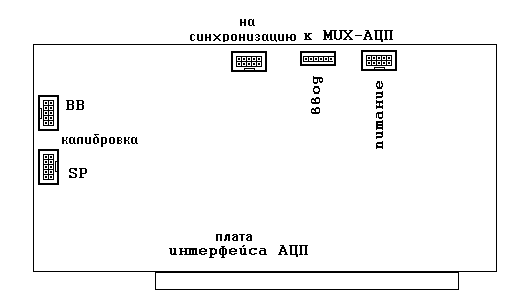 на
синхронизацию к MUX-АЦП
ввод
питание
BB
калибровка
SP
плата
интерфейса АЦП